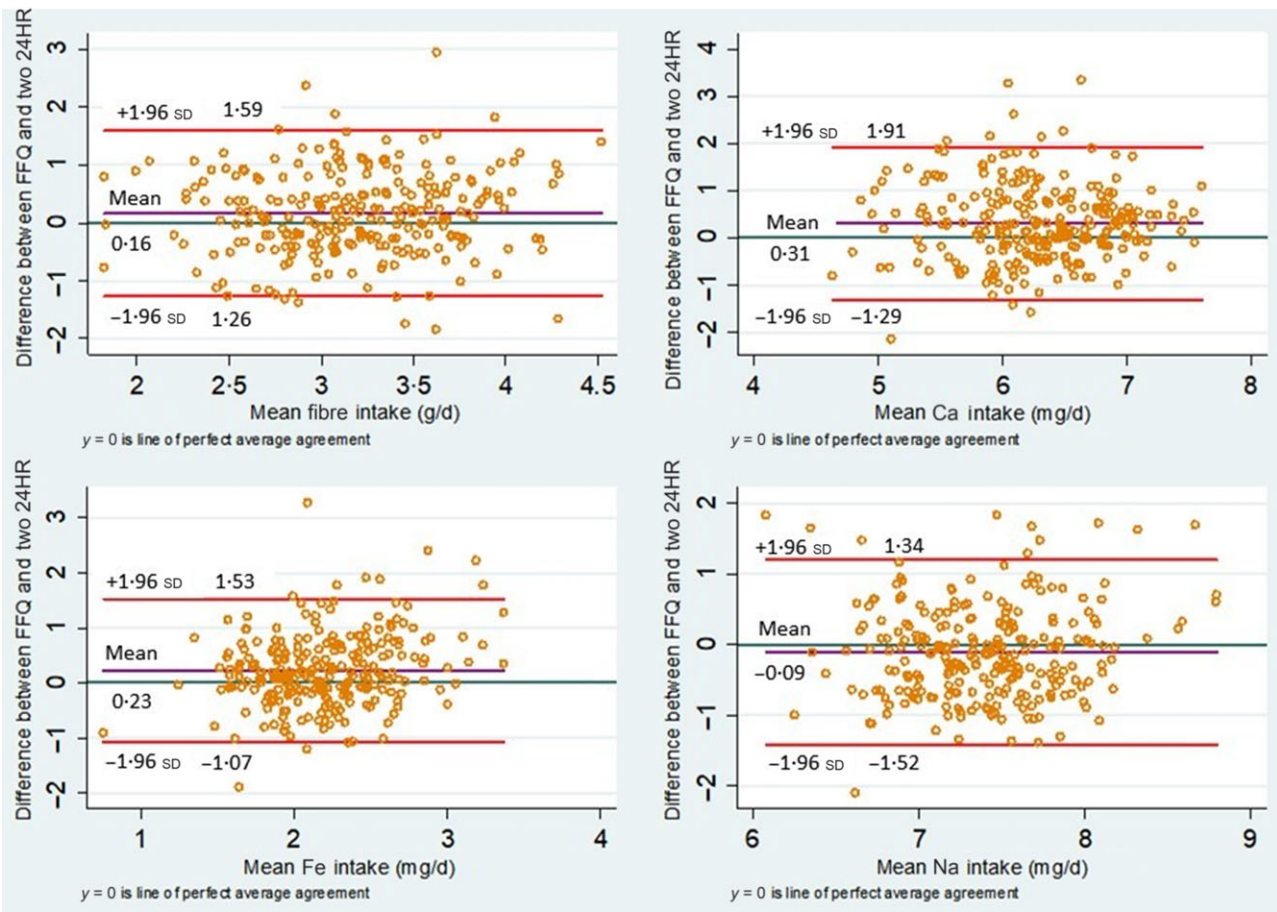 Difference between FFQ and two 24HR
3
2
1
0
−1
−2
+1·96 SD 1·59
Mean
0·16
−1·96 SD 1·26
2 2·5 3 3·5 4 4.5
Mean fibre intake (g/d)
y = 0 is line of perfect average agreement
Difference between FFQ and two 24HR
4
3
2
1
0
−1
−2
+1·96 SD 1·91
Mean
0·31
−1·96 SD −1·29
4 5 6 7 8
Mean Ca intake (mg/d)
y = 0 is line of perfect average agreement
Difference between FFQ and two 24HR
3
2
1
0
−1
−2
+1·96 SD 1·53
Mean
0·23
−1·96 SD −1·07
1 2 3 4
Mean Fe intake (mg/d)
y = 0 is line of perfect average agreement
Difference between FFQ and two 24HR
2
1
0
−1
−2
+1·96 SD 1·34
Mean
−0·09
−1·96 SD −1·52
6 7 8 9
Mean Na intake (mg/d)
y = 0 is line of perfect average agreement